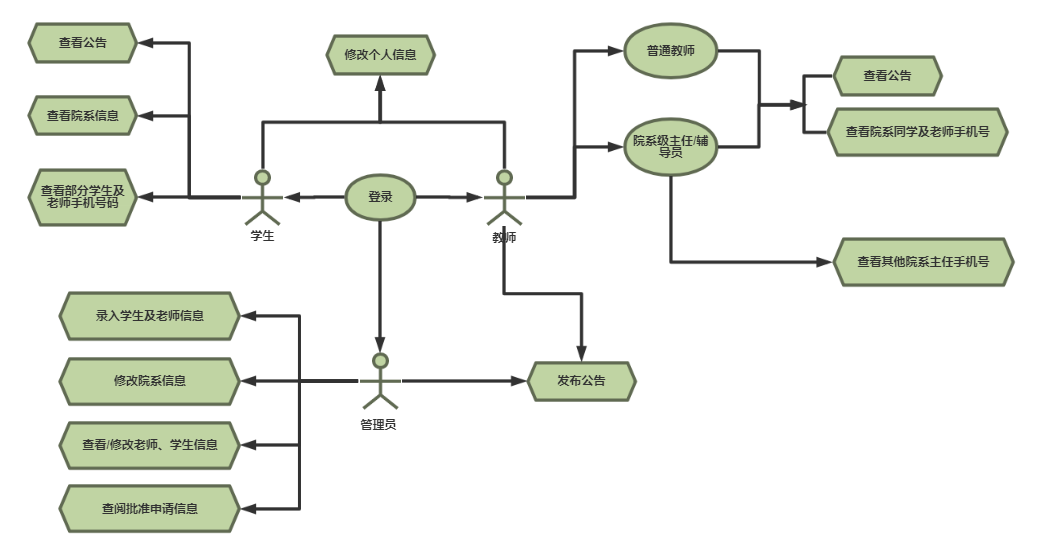 查看公告
修改个人信息
普通教师
查看公告
查看院系信息
院系级主任/辅
导员
查看院系同学及老师手机号
查看部分学生及
老师手机号码
登录
学生
教师
查看其他院系主任手机号
录入学生及老师信息
修改院系信息
发布公告
管理员
查看/修改老师、学生信息
查阅批准申请信息